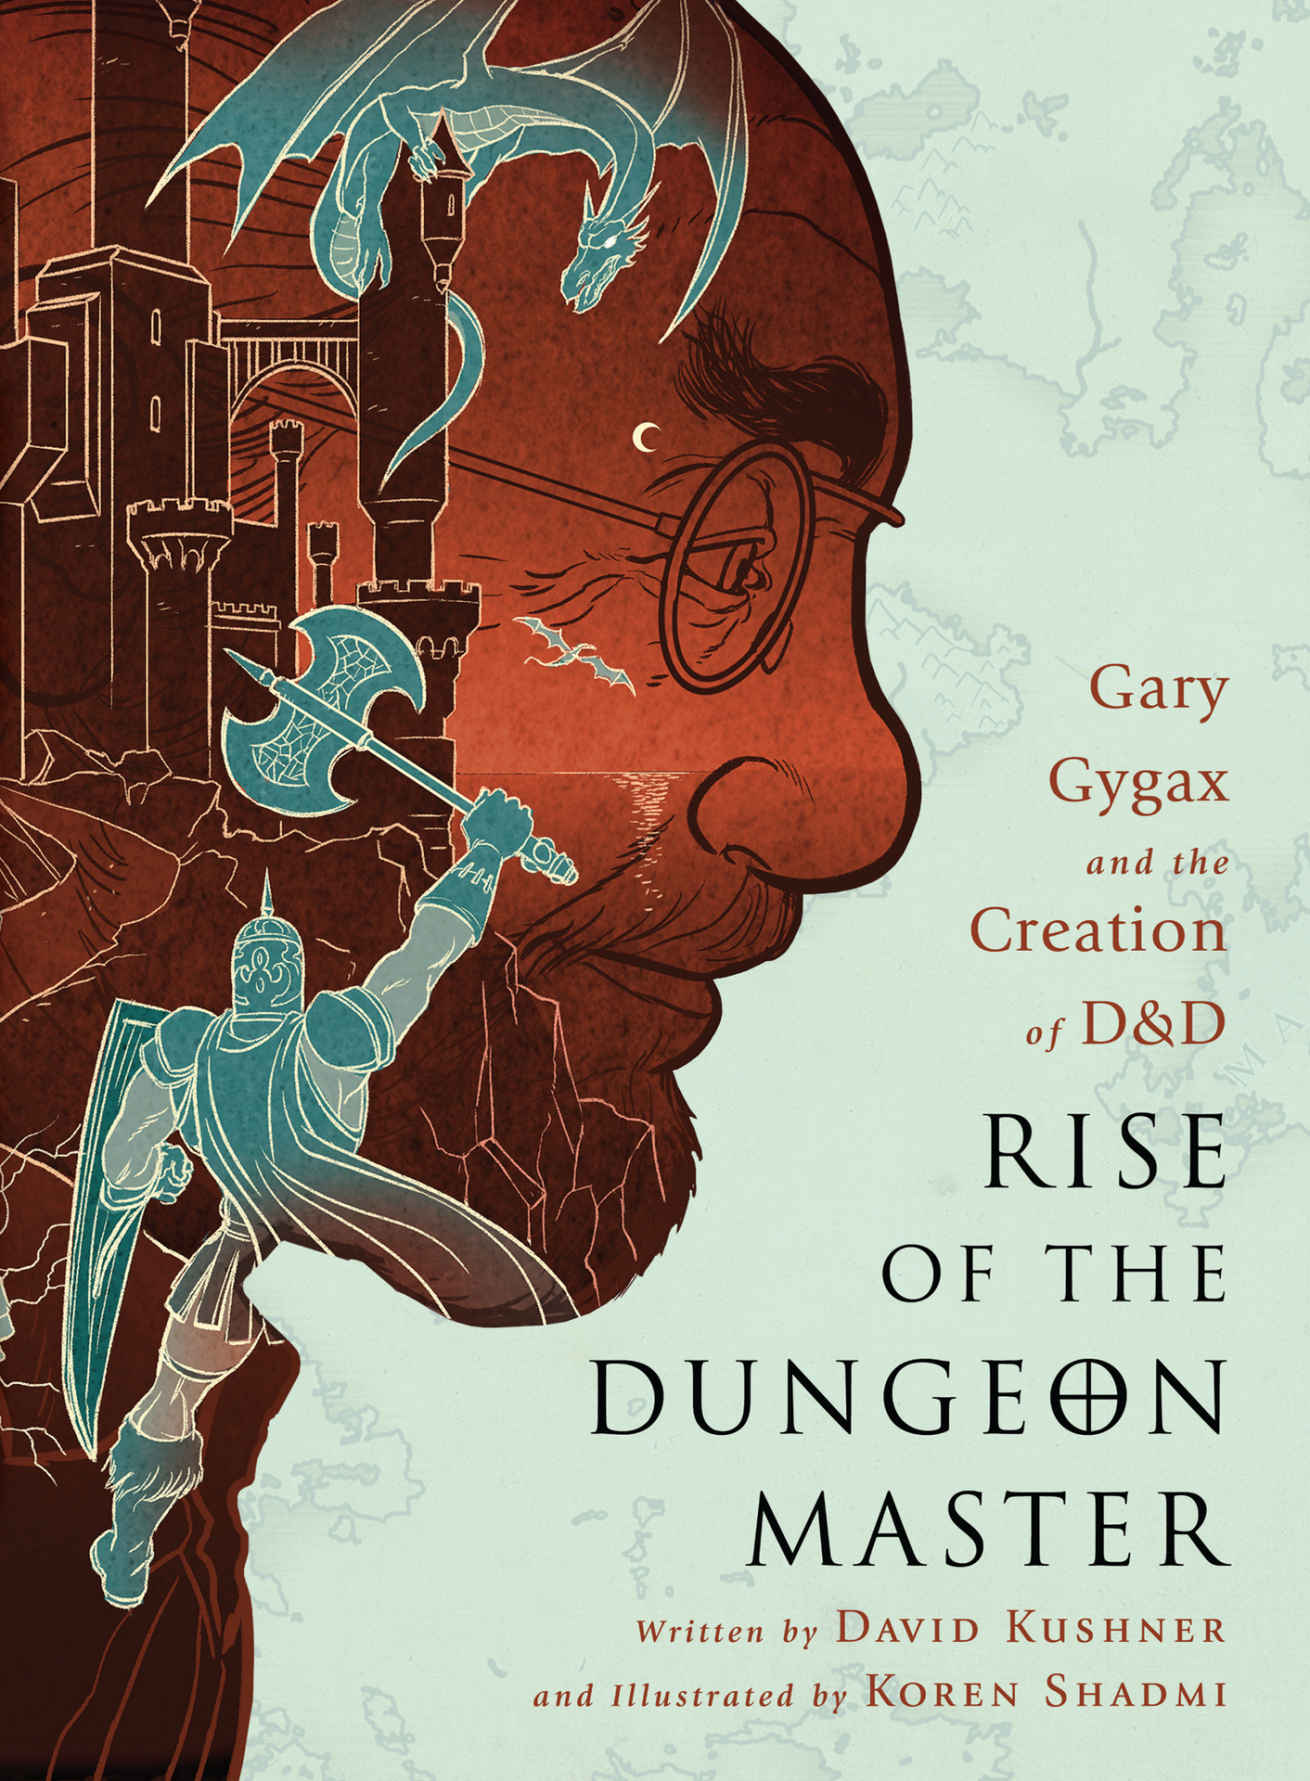 Gary
Gygax
and the
Creation
of D&D
RISE
OF THE
DUNGEON
MASTER
Written by DAVID KUSHNER
and Illustrated by KOREN SHADMI